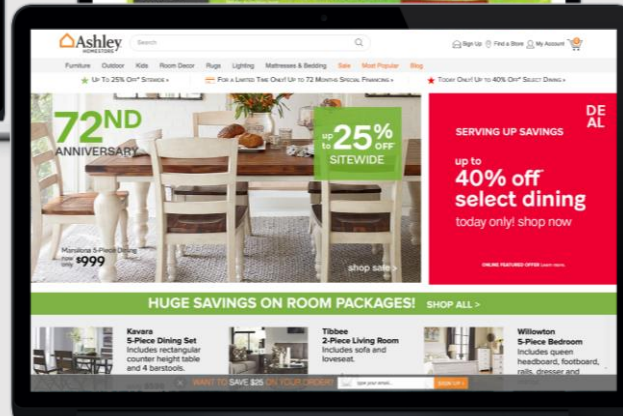 Ashley
HOMESTORE
Search
Sign Up
Find a Store
My Account
Furniture Outdoor Kids Room Decor Rugs Lighting Mattresses & Bedding Sale Most Popular Blog
UP TO 25% OFF* SITEWIDE »
FOR A LIMITED TIME ONLY! UP TO 72 MONTHS SPECIAL FINANCING »
TODAY ONLY! UP TO 40% OFF* SELECT DINING »
72ND
ANNIVERSARY
up to 25% OFF*
SITEWIDE
Marsilona 5-Piece Dining
now only $999
shop sale >
DE
AL
SERVING UP SAVINGS
up to
40% off*
select dining
today only! shop now
ONLINE FEATURED OFFER
HUGE SAVINGS ON ROOM PACKAGES! SHOP ALL >
Kavara
5-Piece Dining Set
Includes rectangular
counter height table
and 4 barstools.
Tibbee
2-Piece Living Room
Includes sofa and
loveseat.
Willowton
5-Piece Bedroom
Includes queen
headboard, footboard,
rails, dresser and
WANT TO SAVE $25 ON YOUR ORDER?
type your email...
SIGN UP >